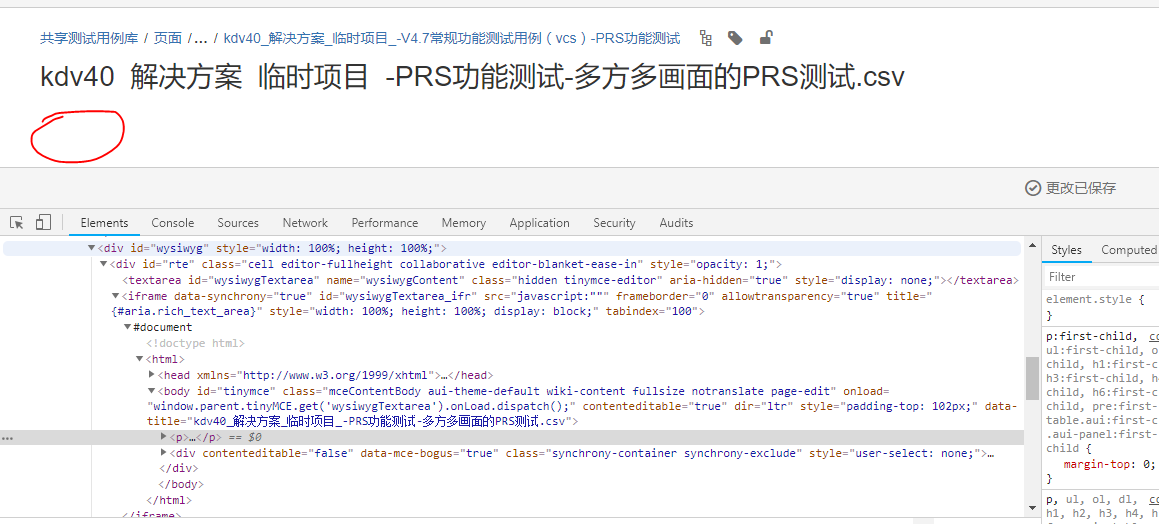 共享测试用例库 / 页面 /... / kdv40_解决方案_临时项目_-V4.7常规功能测试用例（vcs）-PRS功能测试
kdv40 解决方案 临时项目 -PRS功能测试-多方多画面的PRS测试.csv
更改已保存
Elements Console Sources Network Performance Memory Application Security Audits
▼<div id="wysiwyg" style="width: 100%; height: 100%;">
▼<div id="rte" class="cell editor-fullheight collaborative editor-blanket-ease-in" style="opacity: 1;">
<textarea id="wysiwygTextarea" name="wysiwygContent" class="hidden tinymce-editor" aria-hidden="true" style="display: none;"></textarea>
▼<iframe data-synchrony="true" id="wysiwygTextarea_ifr" src="javascript:""" frameborder="0" allowtransparency="true" title="
{#aria.rich_text_area}" style="width: 100%; height: 100%; display: block;" tabindex="100">
▼#document
<!doctype html>
▼<html>
▶<head xmlns="http://www.w3.org/1999/xhtml">…</head>
▼<body id="tinymce" class="mceContentBody aui-theme-default wiki-content fullsize notranslate page-edit" onload=
"window.parent.tinyMCE.get('wysiwygTextarea').onLoad.dispatch();" contenteditable="true" dir="ltr" style="padding-top: 102px;" data-
title="kdv40_解决方案_临时项目_-PRS功能测试-多方多画面的PRS测试.csv">
… ▶<p>…</p> == $0
▶<div contenteditable="false" data-mce-bogus="true" class="synchrony-container synchrony-exclude" style="user-select: none;">…
</div>
</body>
</html>
</iframe>
Styles Computed
Filter
element.style {
}
p:first-child, co
ul:first-child, o
child, h1:first-c
h3:first-child, h
child, h6:first-c
child, pre:first-
table.aui:first-c
.aui-panel:first-
child {
margin-top: 0;
}
p, ul, ol, dl, co
h1, h2, h3, h4, h